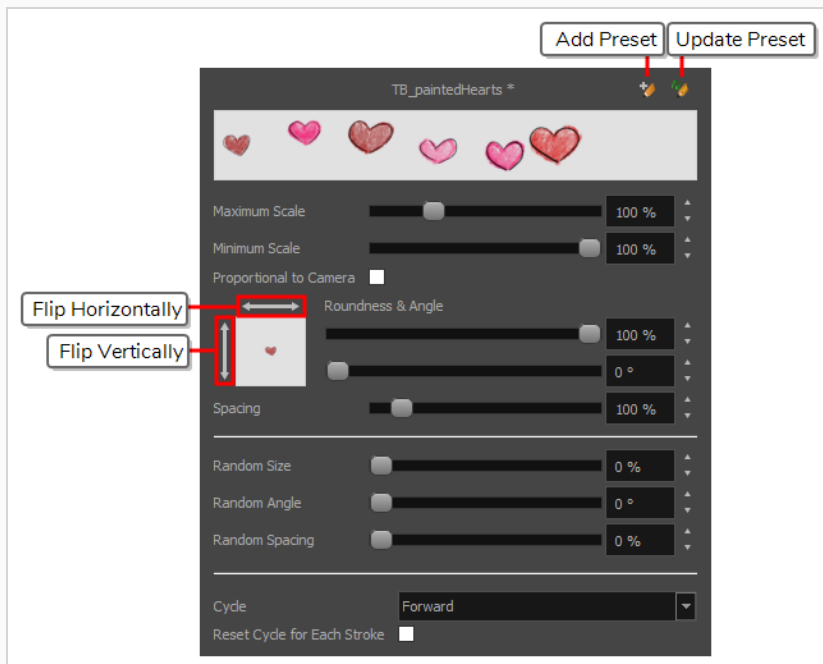 Add Preset Update Preset
TB_paintedHearts *
Maximum Scale 100 %
Minimum Scale 100 %
Proportional to Camera
Flip Horizontally Roundness & Angle
100 %
Flip Vertically
0 °
Spacing 100 %
Random Size 0 %
Random Angle 0 °
Random Spacing 0 %
Cycle Forward
Reset Cycle for Each Stroke